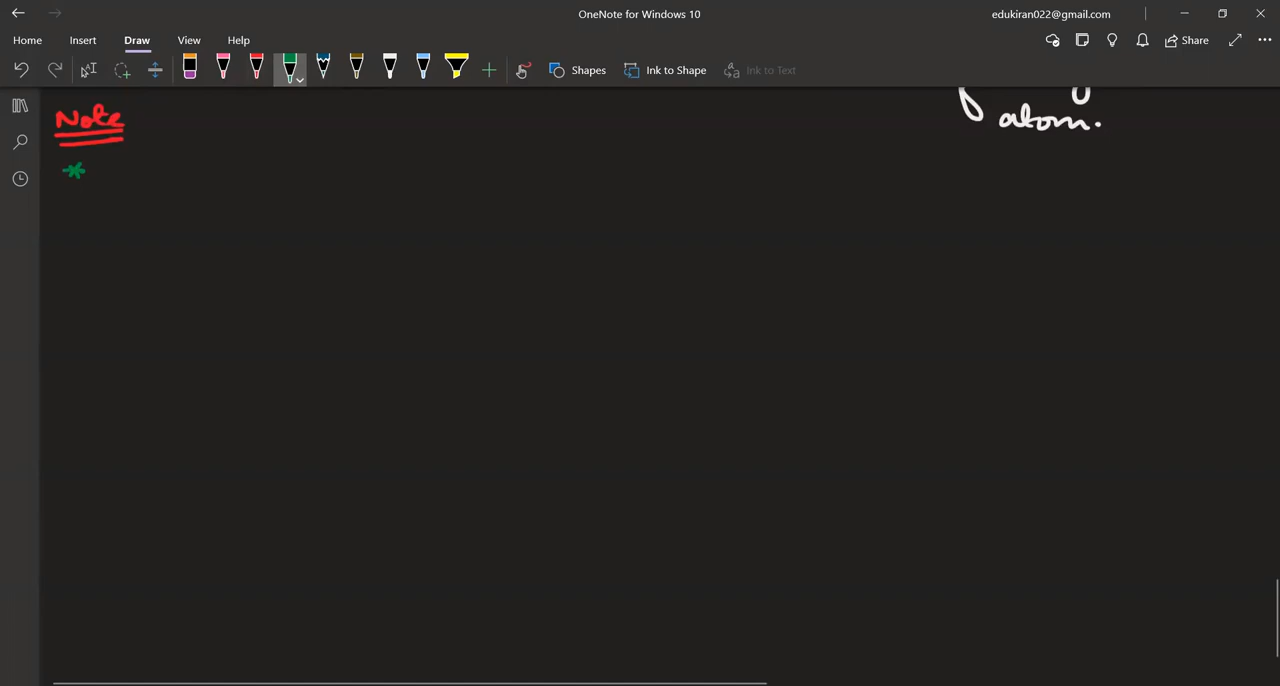 OneNote for Windows 10
edukiran022@gmail.com
Home Insert Draw View Help
Share
Shapes Ink to Shape Ink to Text
Note
atom.
*